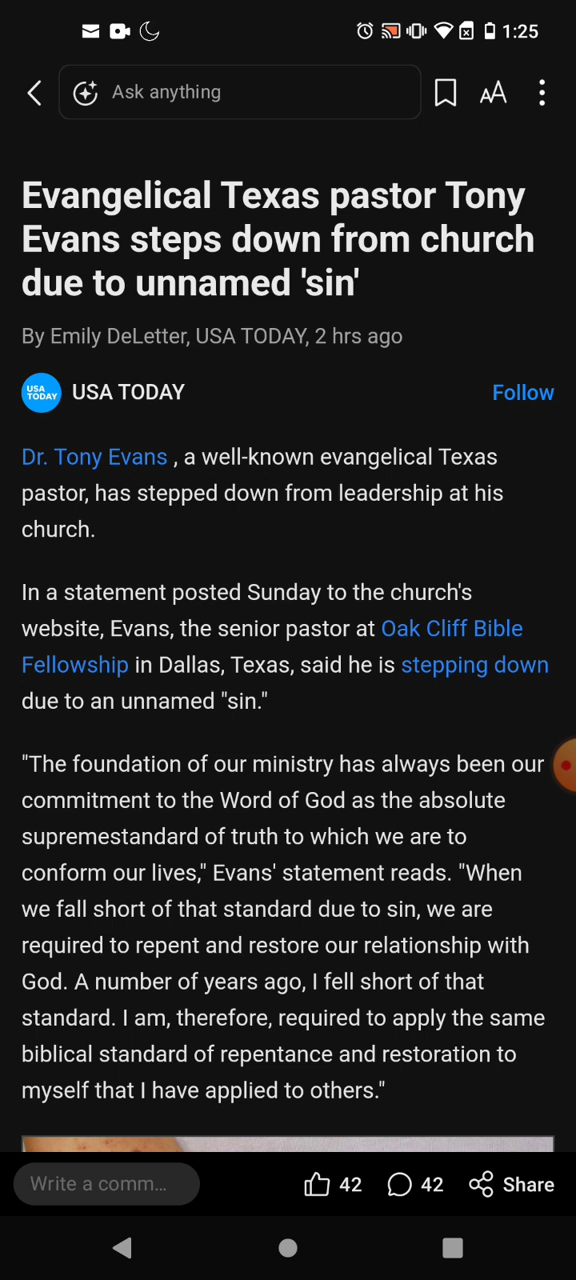 1:25
Ask anything
AA
Evangelical Texas pastor Tony
Evans steps down from church
due to unnamed 'sin'
By Emily DeLetter, USA TODAY, 2 hrs ago
USA
TODAY
USA TODAY
Follow
Dr. Tony Evans , a well-known evangelical Texas
pastor, has stepped down from leadership at his
church.
In a statement posted Sunday to the church's
website, Evans, the senior pastor at Oak Cliff Bible
Fellowship in Dallas, Texas, said he is stepping down
due to an unnamed "sin."
"The foundation of our ministry has always been our
commitment to the Word of God as the absolute
supremestandard of truth to which we are to
conform our lives," Evans' statement reads. "When
we fall short of that standard due to sin, we are
required to repent and restore our relationship with
God. A number of years ago, I fell short of that
standard. I am, therefore, required to apply the same
biblical standard of repentance and restoration to
myself that I have applied to others."
Write a comm...
42
42
Share